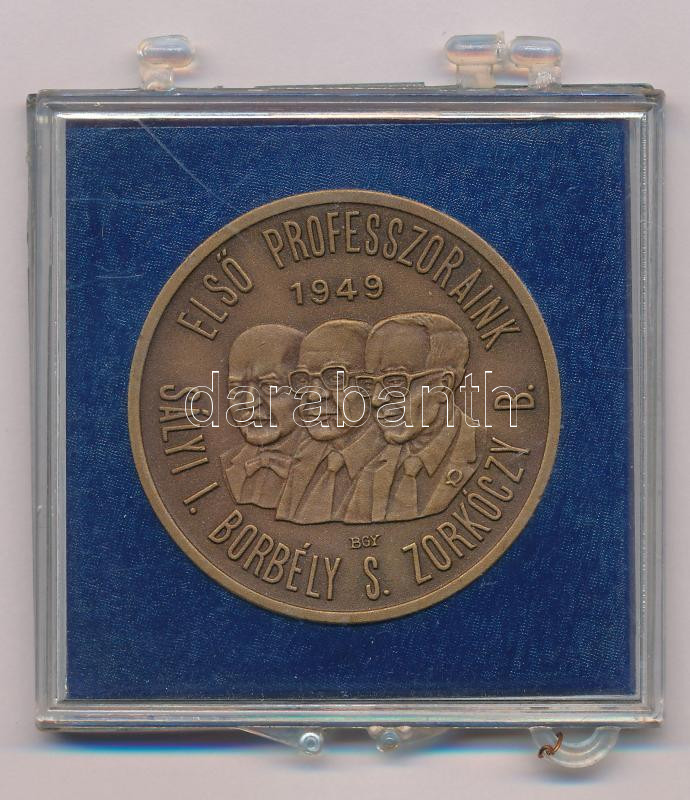 ELSŐ PROFESSZORAINK
1949
darabanth
BGY
SÁLYI I. BORBÉLY S. ZORKÓCZY B.